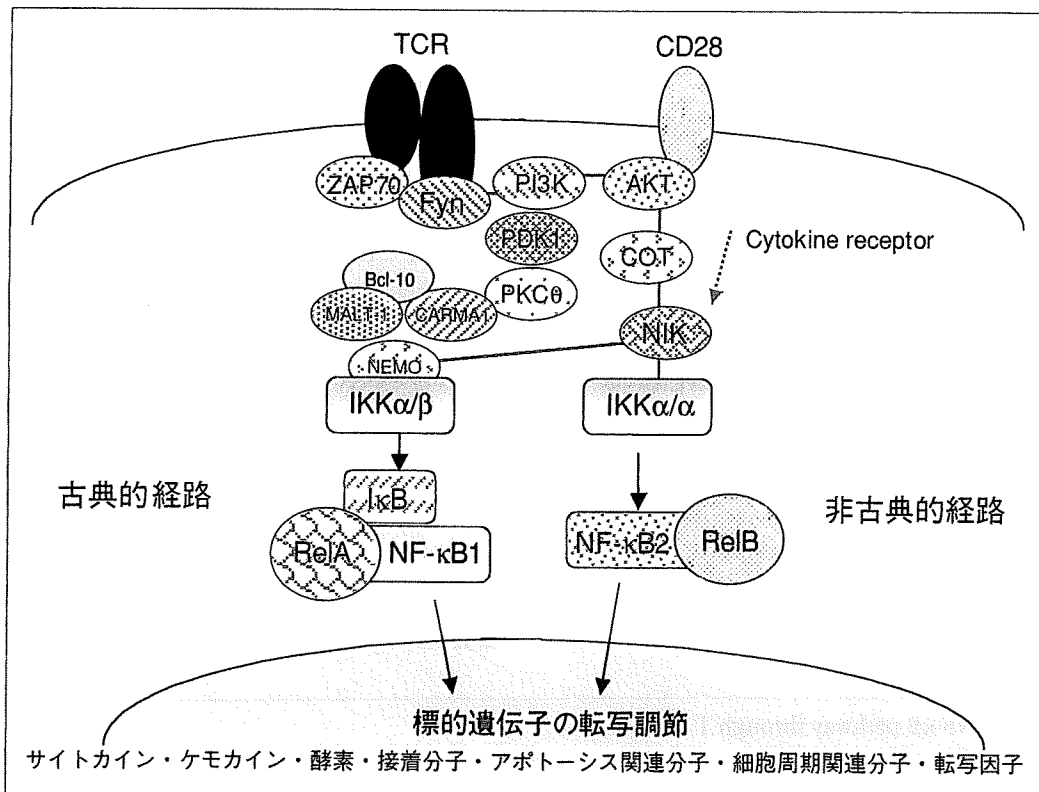 TCR
CD28
ZAP70
Fyn
PI3K
AKT
PDK1
COT
Cytokine receptor
Bcl-10
MALT-1
CARMA1
PKCθ
NIK
NEMO
IKKα/β
IKKα/α
古典的経路
IκB
非古典的経路
RelA
NF-κB1
NF-κB2
RelB
標的遺伝子の転写調節
サイトカイン・ケモカイン・酵素・接着分子・アポトーシス関連分子・細胞周期関連分子・転写因子